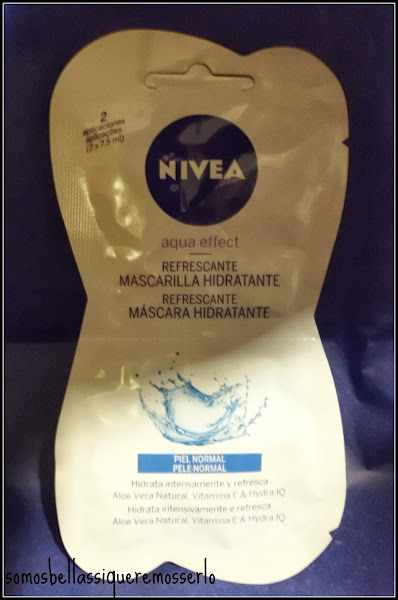 2
aplicaciones
aplicações
(2 x 7,5 ml)
NIVEA
aqua effect
REFRESCANTE
MASCARILLA HIDRATANTE
REFRESCANTE
MÁSCARA HIDRATANTE
PIEL NORMAL
PELE NORMAL
Hidrata intensamente y refresca
Aloe Vera Natural, Vitamina E & Hydra IQ
Hidrata intensivamente e refresca
Aloe Vera Natural, Vitamina E & Hydra IQ
somosbellassiqueremosserlo